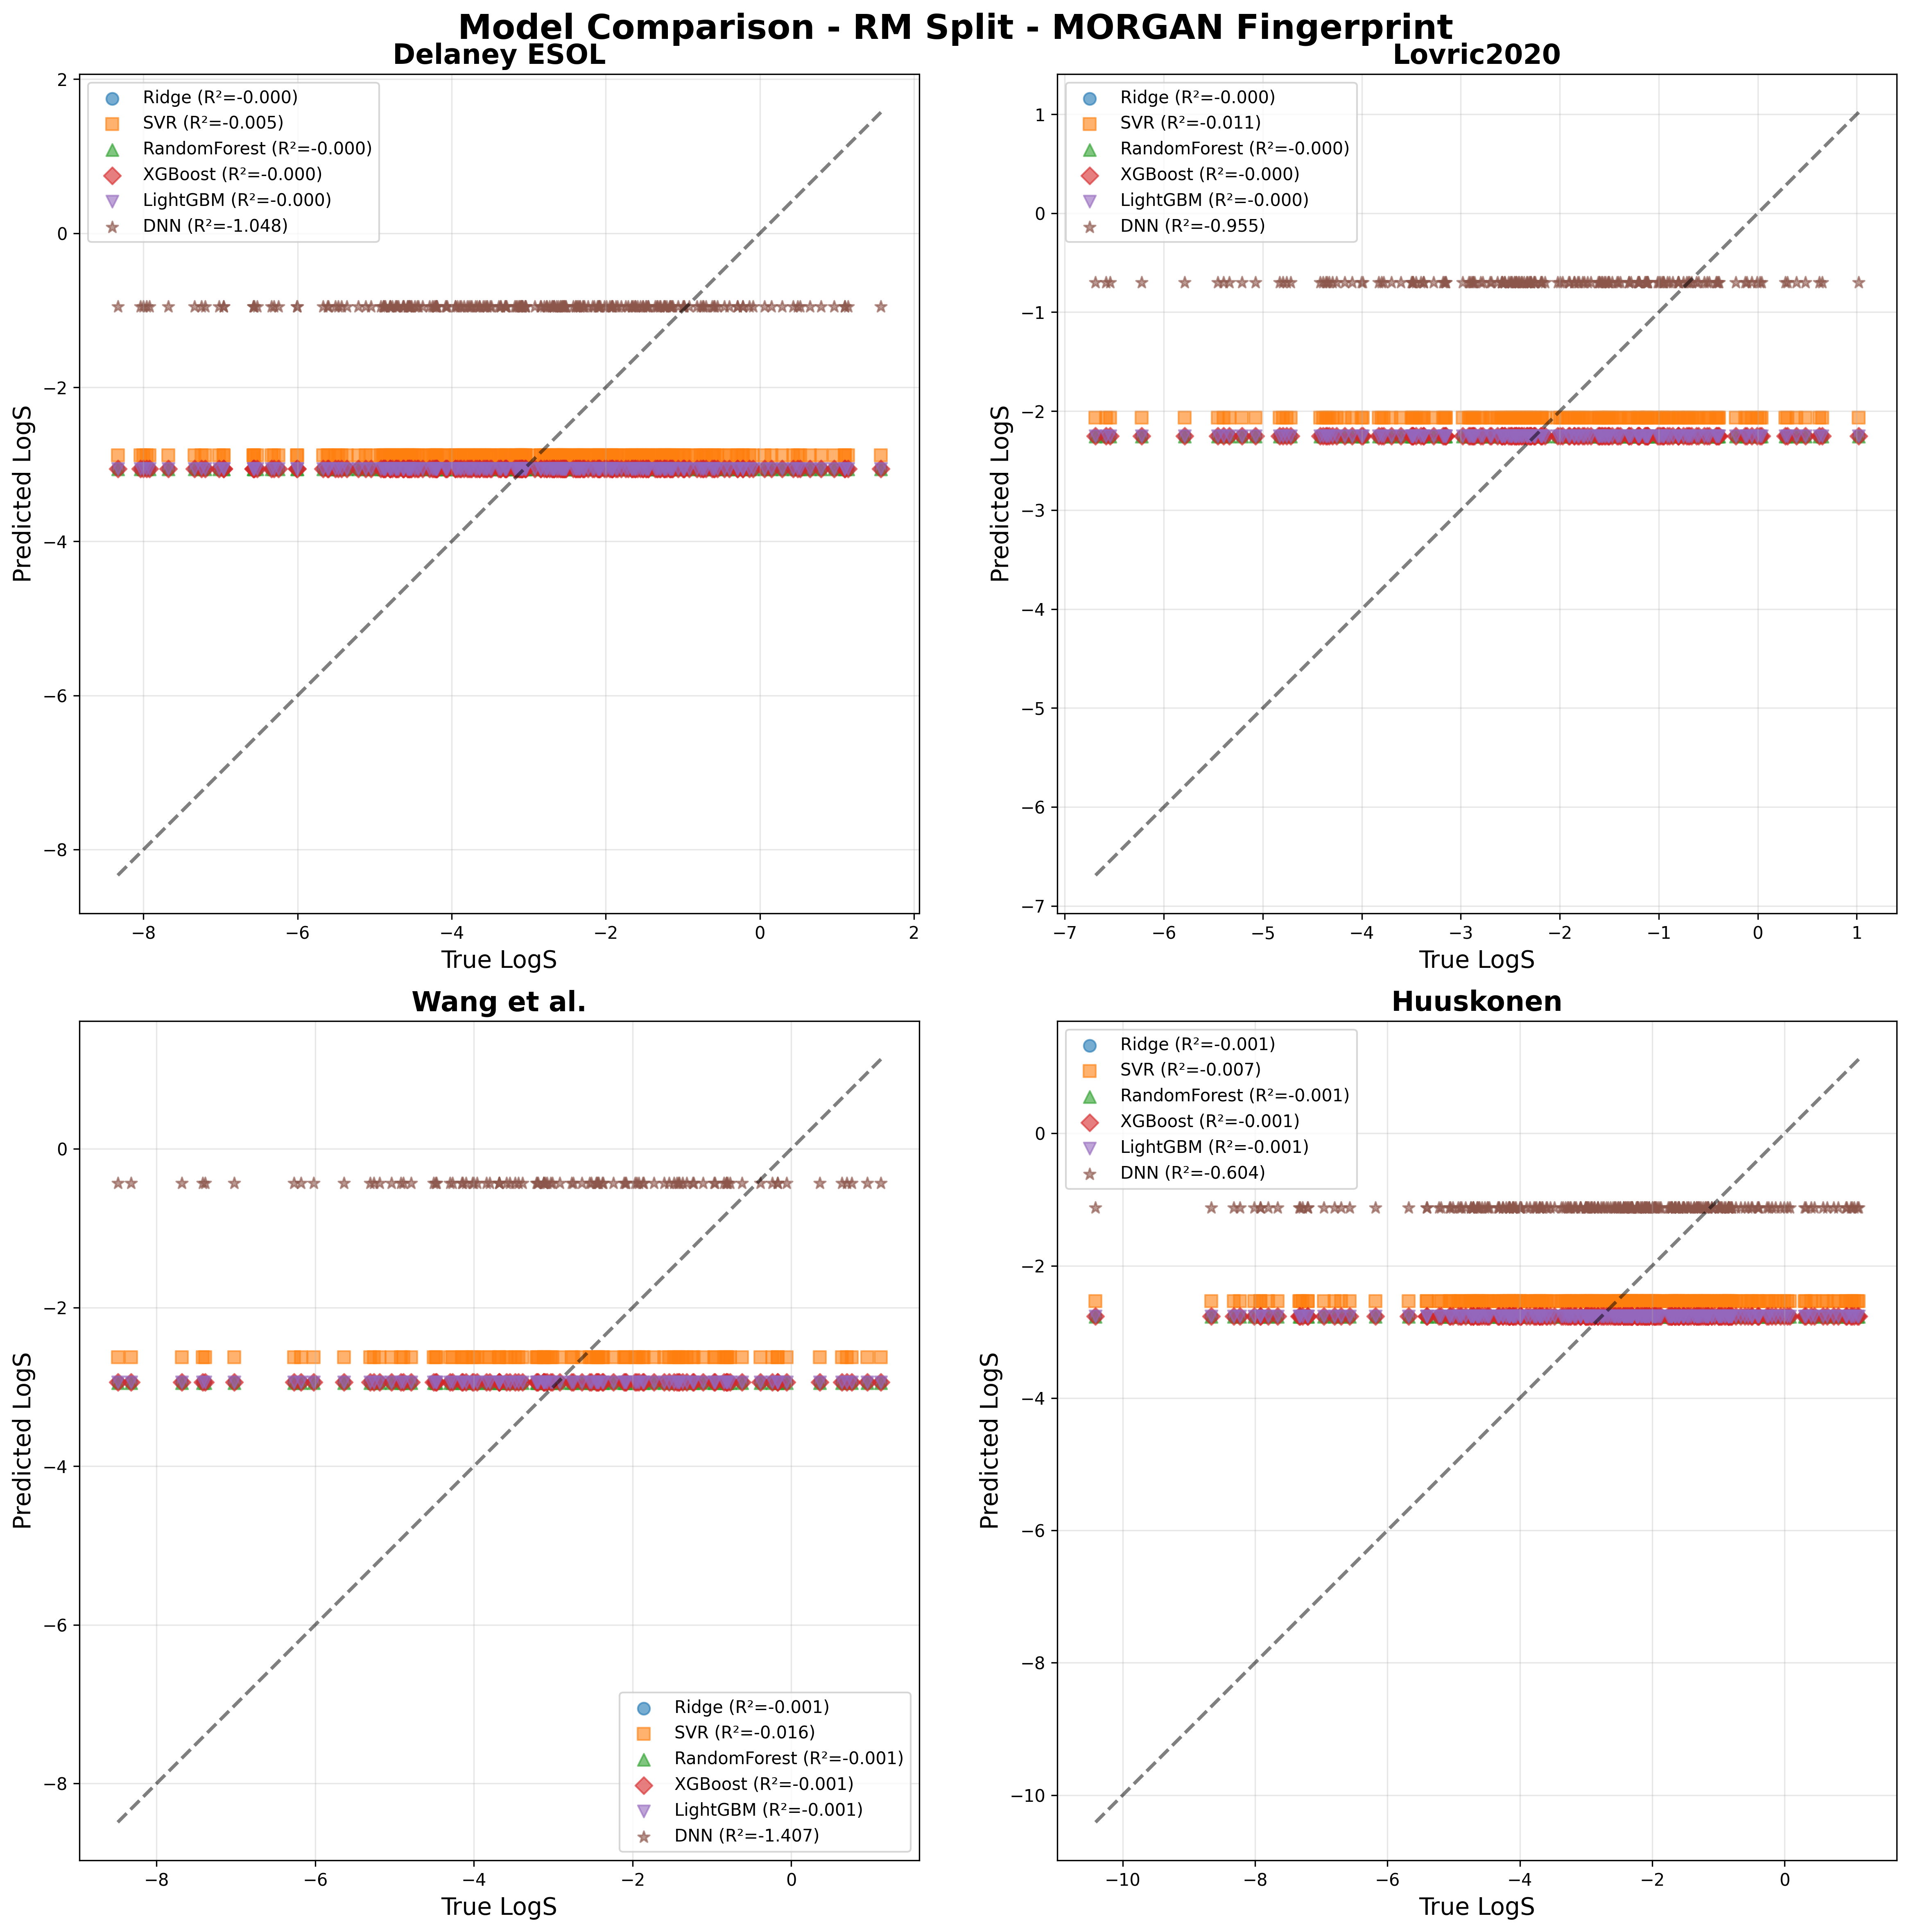 Model Comparison - RM Split - MORGAN Fingerprint
Delaney ESOL
2
0
−2
−4
−6
−8
Predicted LogS
Ridge (R²=-0.000)
SVR (R²=-0.005)
RandomForest (R²=-0.000)
XGBoost (R²=-0.000)
LightGBM (R²=-0.000)
DNN (R²=-1.048)
−8 −6 −4 −2 0 2
True LogS
Lovric2020
1
0
−1
−2
−3
−4
−5
−6
−7
Predicted LogS
Ridge (R²=-0.000)
SVR (R²=-0.011)
RandomForest (R²=-0.000)
XGBoost (R²=-0.000)
LightGBM (R²=-0.000)
DNN (R²=-0.955)
−7 −6 −5 −4 −3 −2 −1 0 1
True LogS
Wang et al.
0
−2
−4
−6
−8
Predicted LogS
Ridge (R²=-0.001)
SVR (R²=-0.016)
RandomForest (R²=-0.001)
XGBoost (R²=-0.001)
LightGBM (R²=-0.001)
DNN (R²=-1.407)
−8 −6 −4 −2 0
True LogS
Huuskonen
0
−2
−4
−6
−8
−10
Predicted LogS
Ridge (R²=-0.001)
SVR (R²=-0.007)
RandomForest (R²=-0.001)
XGBoost (R²=-0.001)
LightGBM (R²=-0.001)
DNN (R²=-0.604)
−10 −8 −6 −4 −2 0
True LogS